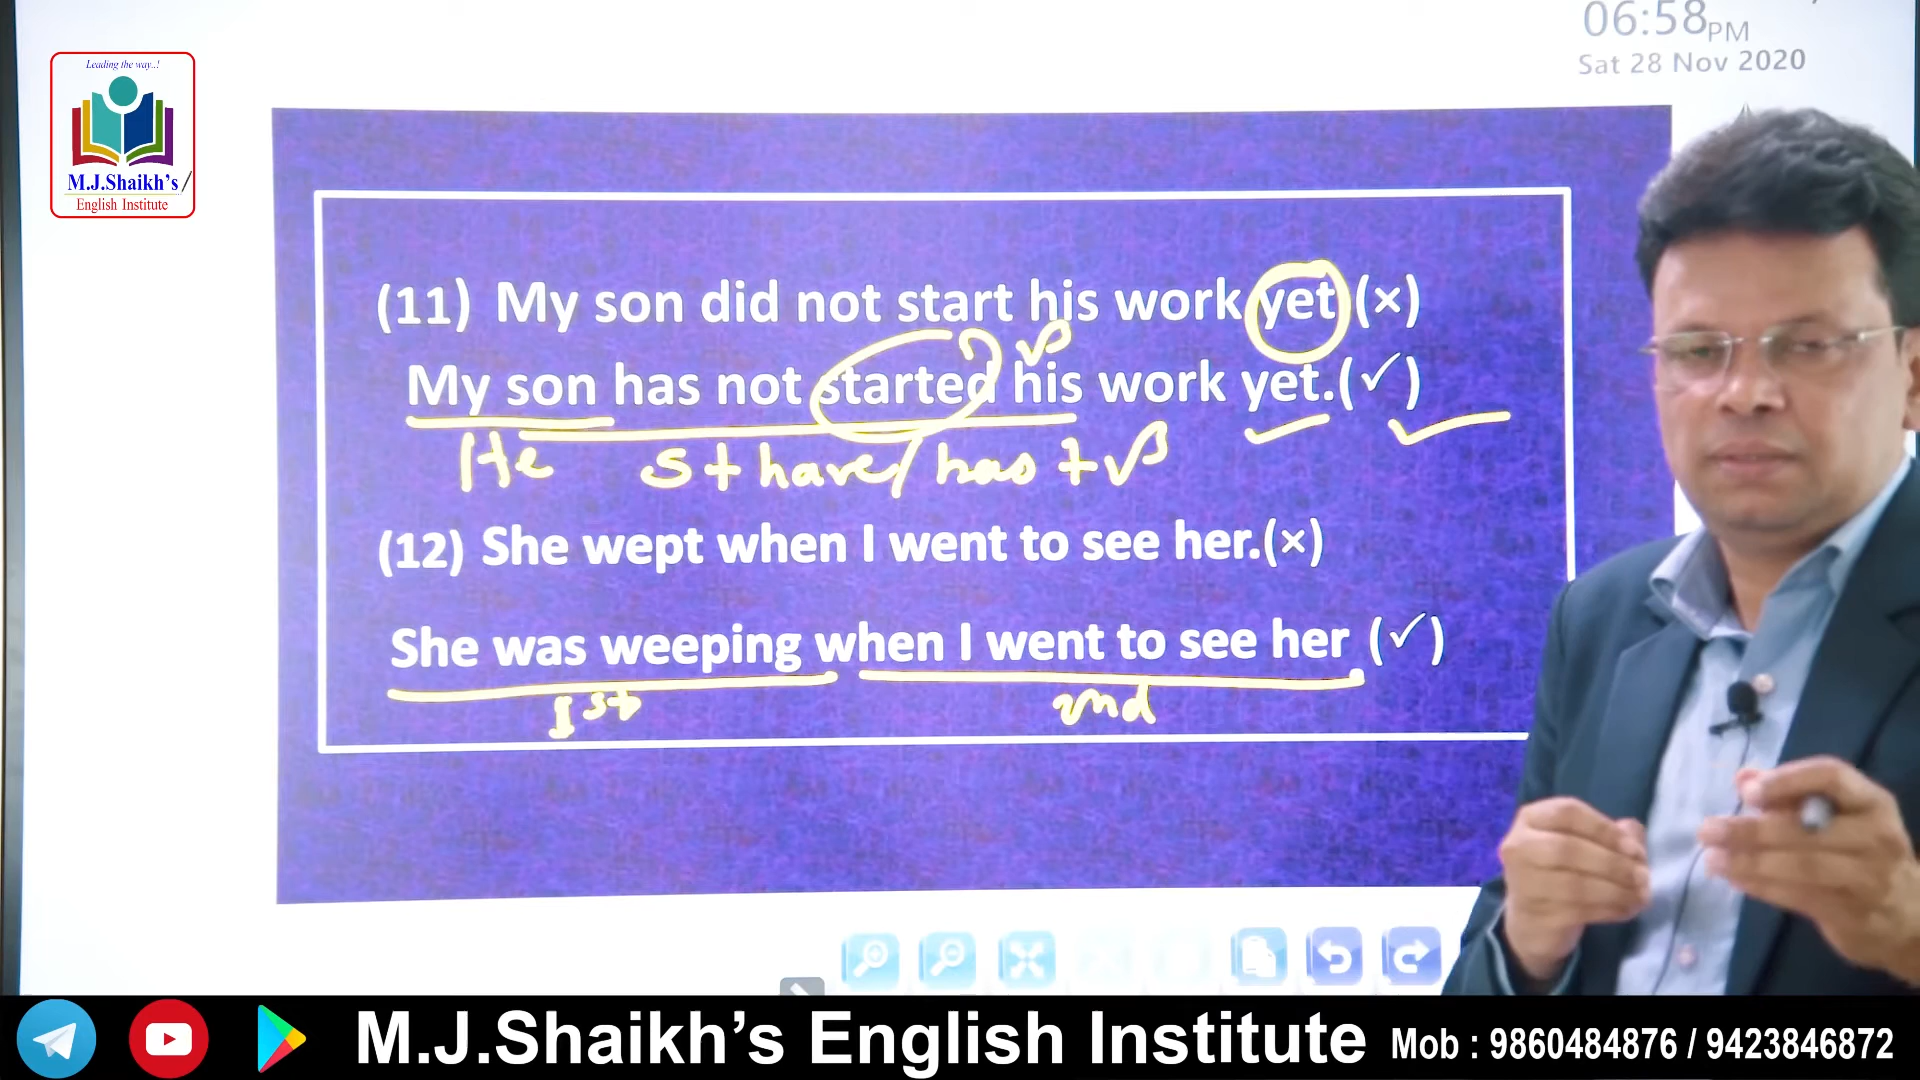 06:58PM
Sat 28 Nov 2020
Leading the way..!
M.J.Shaikh's
English Institute
(11) My son did not start his work yet (×)
V3
My son has not started his work yet.(✓)
He S + have/has + V3
(12) She wept when I went to see her.(×)
She was weeping when I went to see her (✓)
1st 2nd
M.J.Shaikh's English Institute Mob : 9860484876 / 9423846872